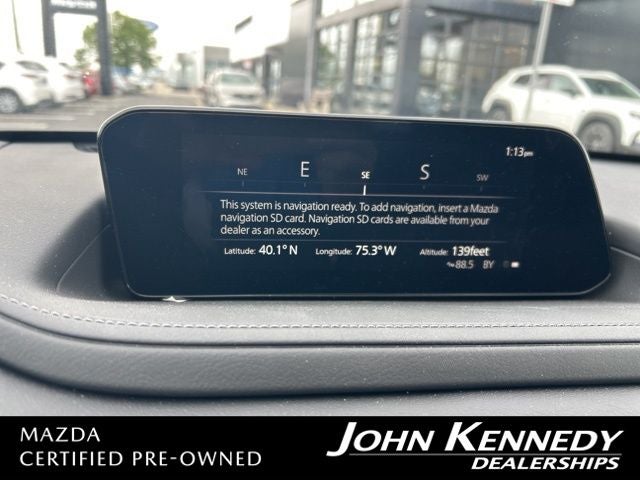 1:13pm
NE E SE S SW
This system is navigation ready. To add navigation, insert a Mazda
navigation SD card. Navigation SD cards are available from your
dealer as an accessory.
Latitude: 40.1° N Longitude: 75.3° W Altitude: 139feet
88.5 BY
MAZDA
CERTIFIED PRE-OWNED
JOHN KENNEDY
DEALERSHIPS